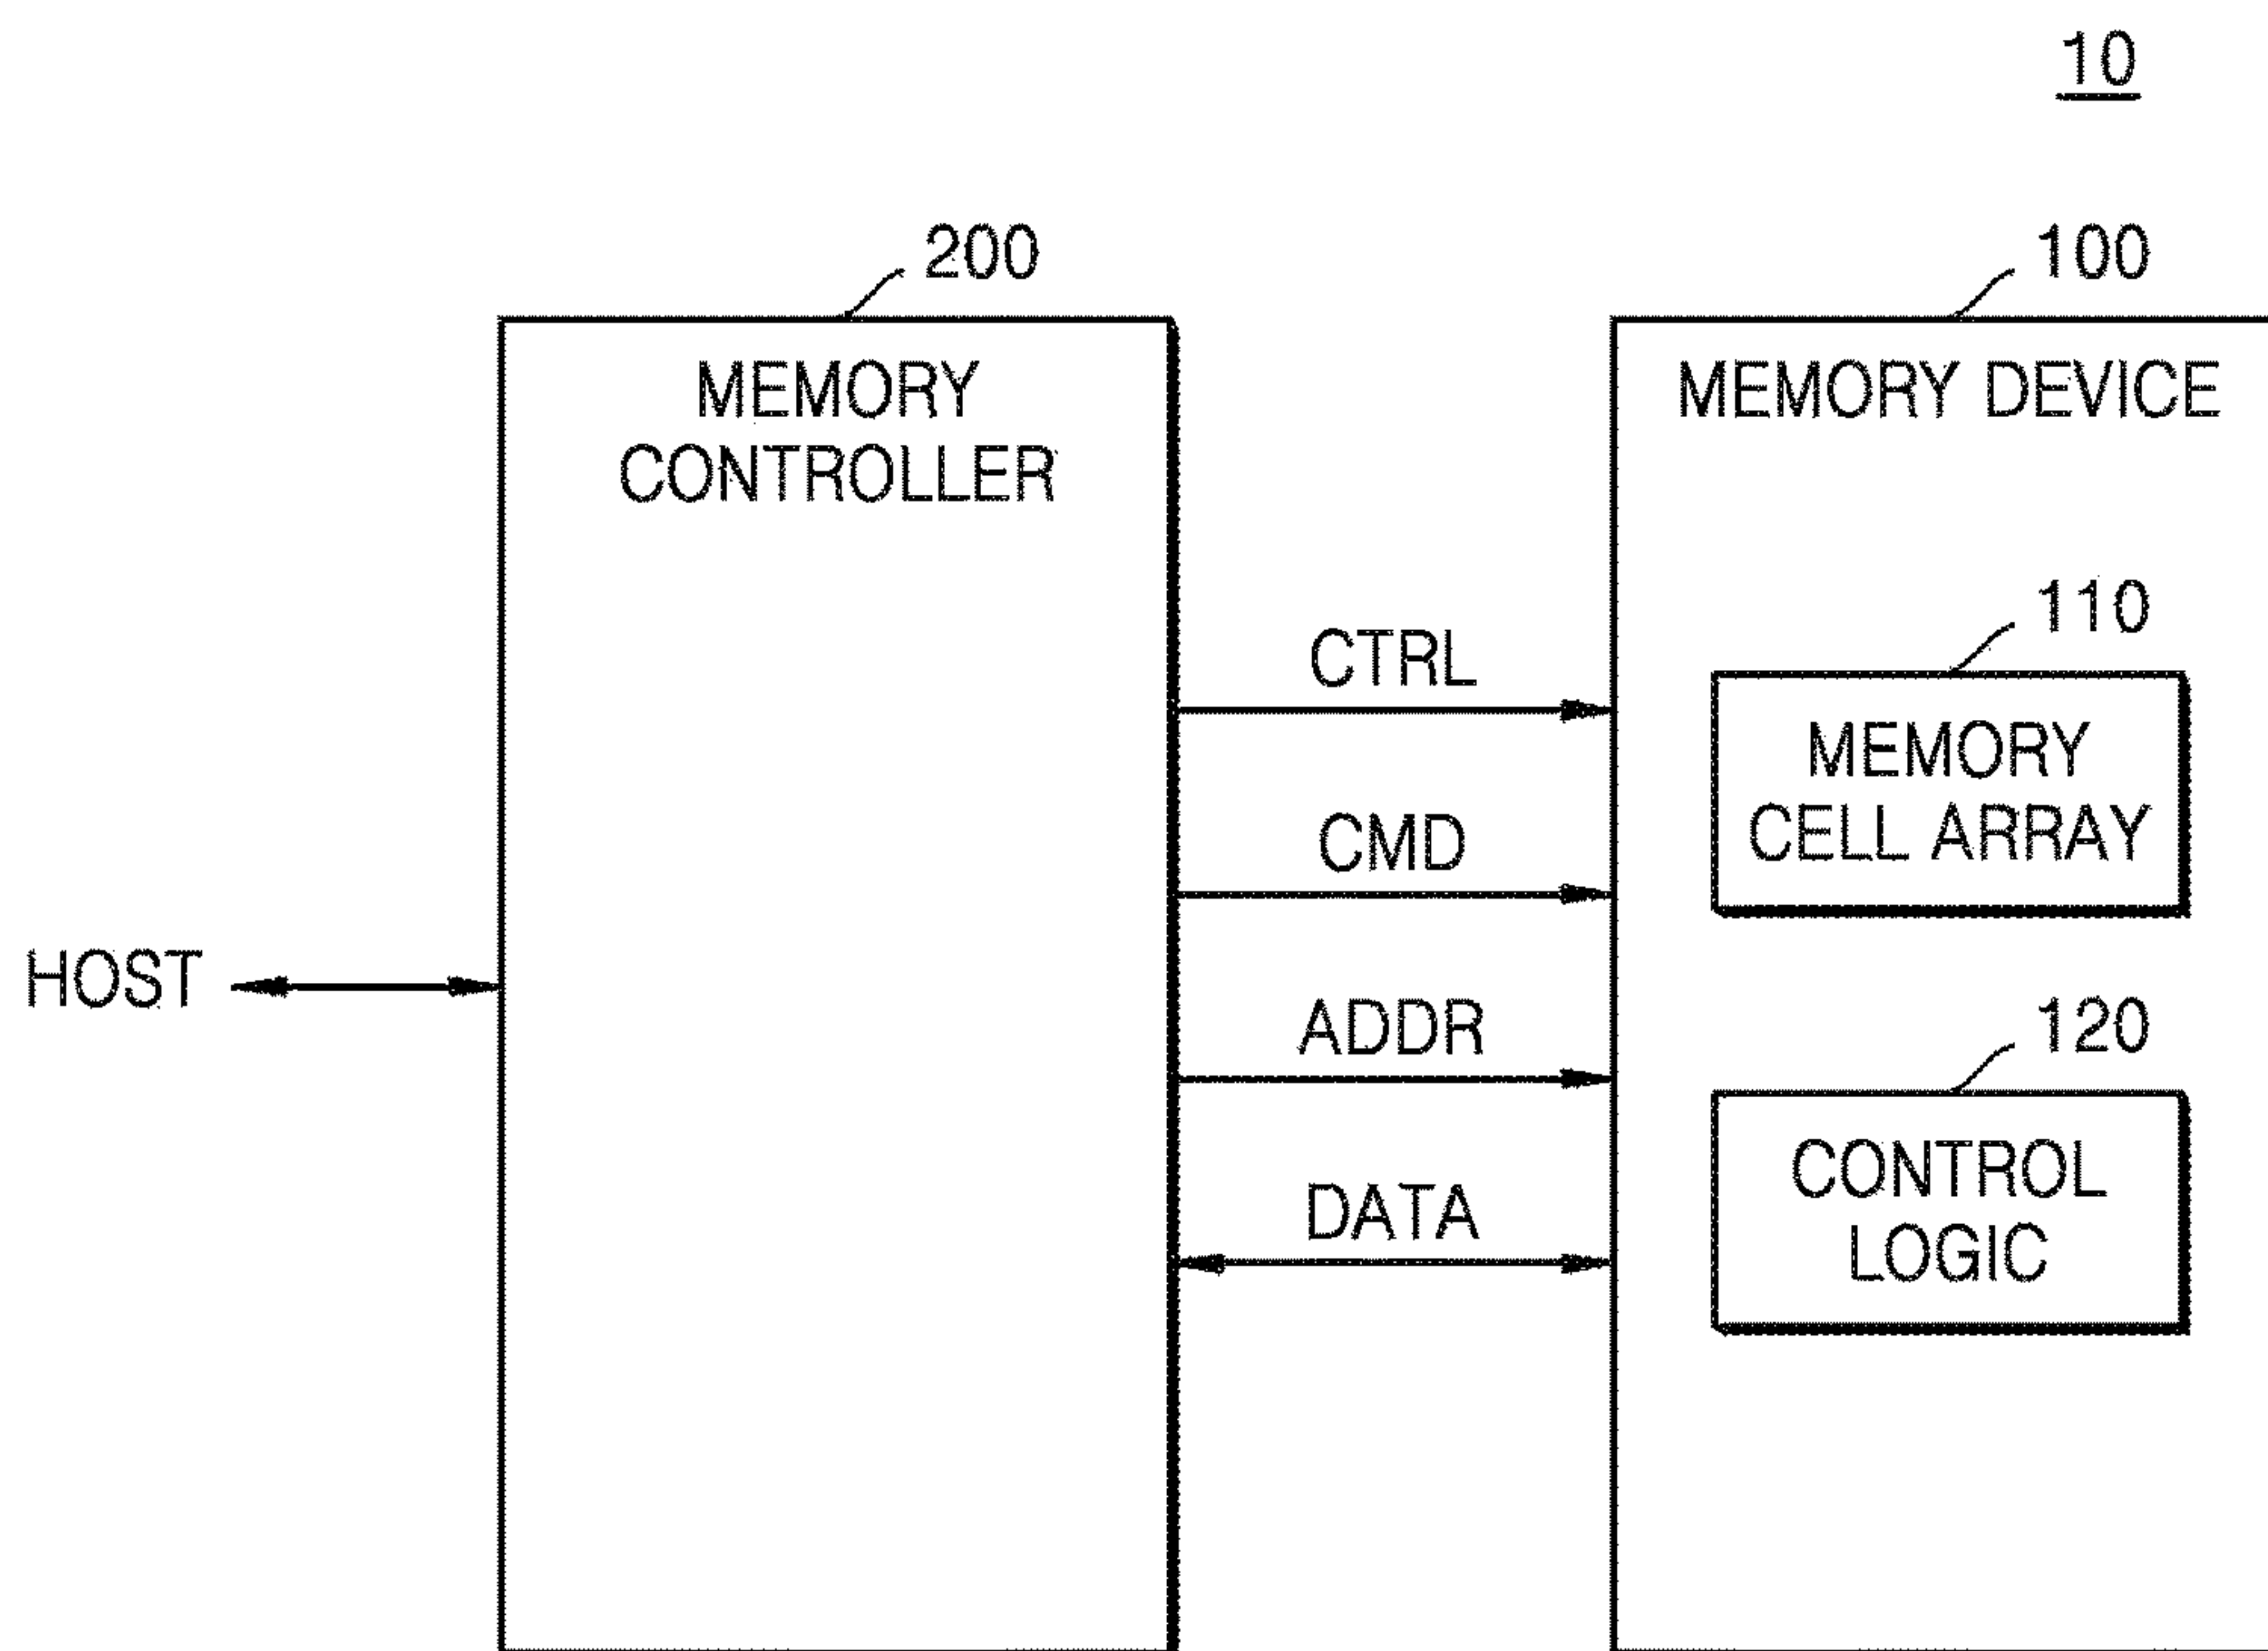 10
200
100
MEMORY
CONTROLLER
MEMORY DEVICE
CTRL
CMD
HOST
ADDR
DATA
110
MEMORY
CELL ARRAY
120
CONTROL
LOGIC